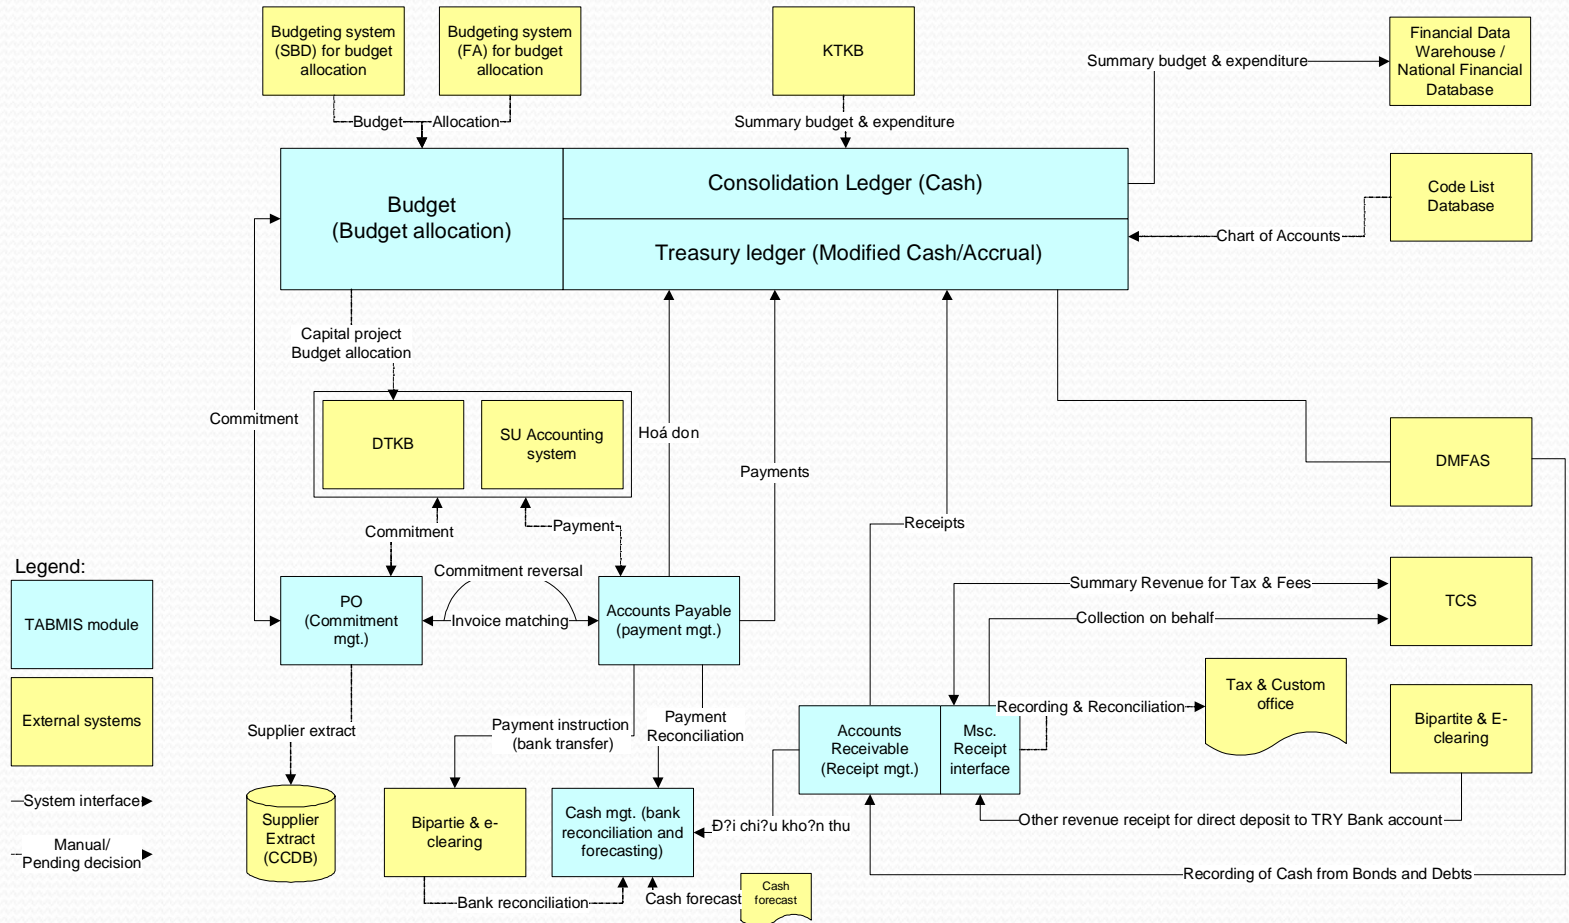 Budgeting system
(SBD) for budget
allocation
Budgeting system
(FA) for budget
allocation
KTKB
Financial Data
Warehouse /
National Financial
Database
Summary budget & expenditure
Budget
Allocation
Summary budget & expenditure
Budget
(Budget allocation)
Consolidation Ledger (Cash)
Treasury ledger (Modified Cash/Accrual)
Code List
Database
Chart of Accounts
Capital project
Budget allocation
Commitment
DTKB
SU Accounting
system
Hoá don
Payments
Receipts
DMFAS
Commitment
Payment
Legend:
TABMIS module
External systems
System interface
Manual/
Pending decision
PO
(Commitment
mgt.)
Commitment reversal
Invoice matching
Accounts Payable
(payment mgt.)
Summary Revenue for Tax & Fees
Collection on behalf
TCS
Tax & Custom
office
Recording & Reconciliation
Supplier extract
Payment instruction
(bank transfer)
Payment
Reconciliation
Accounts
Receivable
(Receipt mgt.)
Msc.
Receipt
interface
Bipartite & E-
clearing
Supplier
Extract
(CCDB)
Bipartie & e-
clearing
Cash mgt. (bank
reconciliation and
forecasting)
Ð?i chi?u kho?n thu
Other revenue receipt for direct deposit to TRY Bank account
Recording of Cash from Bonds and Debts
Bank reconciliation
Cash forecast
Cash
forecast